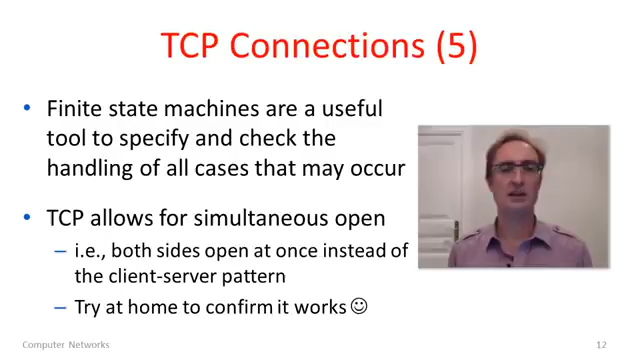 TCP Connections (5)
• Finite state machines are a useful
tool to specify and check the
handling of all cases that may occur
• TCP allows for simultaneous open
– i.e., both sides open at once instead of
the client-server pattern
– Try at home to confirm it works ☺
Computer Networks
12